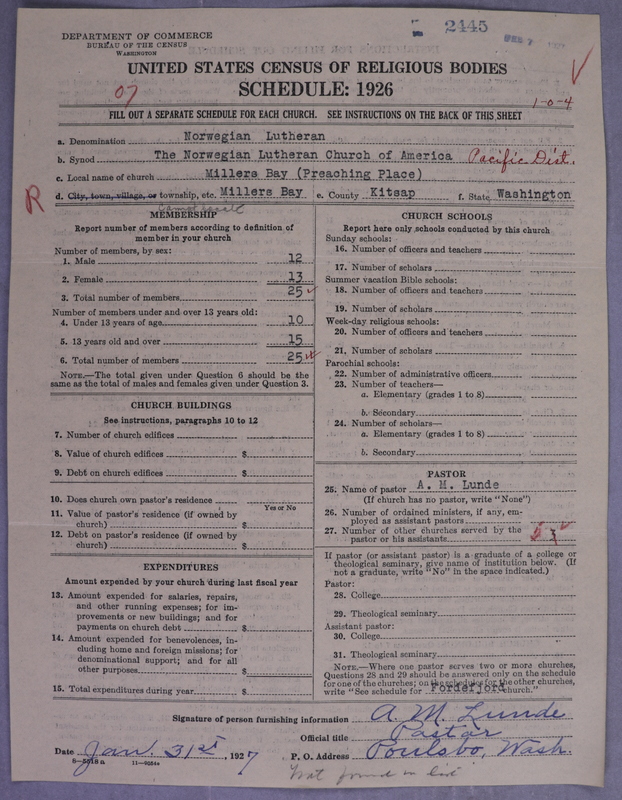 DEPARTMENT OF COMMERCE
BUREAU OF THE CENSUS
WASHINGTON
2445
FEB 7
UNITED STATES CENSUS OF RELIGIOUS BODIES
SCHEDULE: 1926
07
1-0-4
FILL OUT A SEPARATE SCHEDULE FOR EACH CHURCH. SEE INSTRUCTIONS ON THE BACK OF THIS SHEET
a. Denomination Norwegian Lutheran
b. Synod The Norwegian Lutheran Church of America Pacific Dist.
c. Local name of church Millers Bay (Preaching Place)
R d. City, town, village, or township, etc. Millers Bay e. County Kitsap f. State Washington
MEMBERSHIP
Report number of members according to definition of
member in your church
Number of members, by sex:
1. Male 12
2. Female 13
3. Total number of members 25
Number of members under and over 13 years old:
4. Under 13 years of age 10
5. 13 years old and over 15
6. Total number of members 25
NOTE.—The total given under Question 6 should be the
same as the total of males and females given under Question 3.
CHURCH BUILDINGS
See instructions, paragraphs 10 to 12
7. Number of church edifices
8. Value of church edifices $
9. Debt on church edifices $
10. Does church own pastor's residence
Yes or No
11. Value of pastor's residence (if owned by
church) $
12. Debt on pastor's residence (if owned by
church) $
EXPENDITURES
Amount expended by your church during last fiscal year
13. Amount expended for salaries, repairs,
and other running expenses; for im-
provements or new buildings; and for
payments on church debt $
14. Amount expended for benevolences, in-
cluding home and foreign missions; for
denominational support; and for all
other purposes $
15. Total expenditures during year $
CHURCH SCHOOLS
Report here only schools conducted by this church
Sunday schools:
16. Number of officers and teachers
17. Number of scholars
Summer vacation Bible schools:
18. Number of officers and teachers
19. Number of scholars
Week-day religious schools:
20. Number of officers and teachers
21. Number of scholars
Parochial schools:
22. Number of administrative officers
23. Number of teachers—
a. Elementary (grades 1 to 8)
b. Secondary
24. Number of scholars—
a. Elementary (grades 1 to 8)
b. Secondary
PASTOR
25. Name of pastor A. M. Lunde
(If church has no pastor, write "None")
26. Number of ordained ministers, if any, em-
ployed as assistant pastors
27. Number of other churches served by the
pastor or his assistants 3
If pastor (or assistant pastor) is a graduate of a college or
theological seminary, give name of institution below. (If
not a graduate, write "No" in the space indicated.)
Pastor:
28. College
29. Theological seminary
Assistant pastor:
30. College
31. Theological seminary
NOTE.—Where one pastor serves two or more churches,
Questions 28 and 29 should be answered only on the schedule
for one of the churches; on the schedules for the other churches,
write "See schedule for Fordefjord church."
Signature of person furnishing information A. M. Lunde
Official title Pastor
Date Jan. 31st, 1927 P. O. Address Poulsbo, Wash.
8-5518a 11-9054a
Not found in list